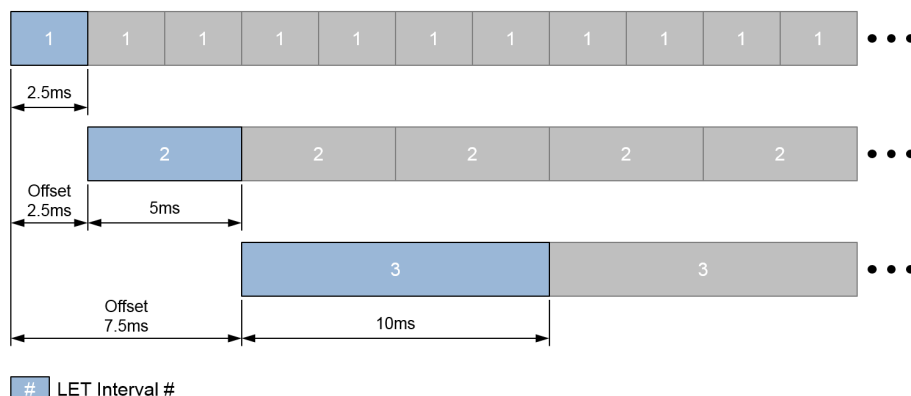 1 1 1 1 1 1 1 1 1 1 1
2.5ms
2 2 2 2 2
Offset
2.5ms
5ms
3 3
Offset
7.5ms
10ms
# LET Interval #